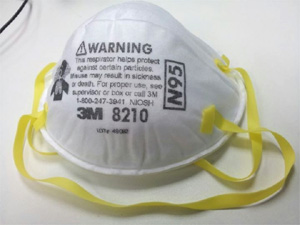 WARNING
This respirator helps protect
against certain particles.
Misuse may result in sickness
or death. For proper use, see
supervisor or box or call 3M
1-800-247-3941. NIOSH
N95
3M 8210